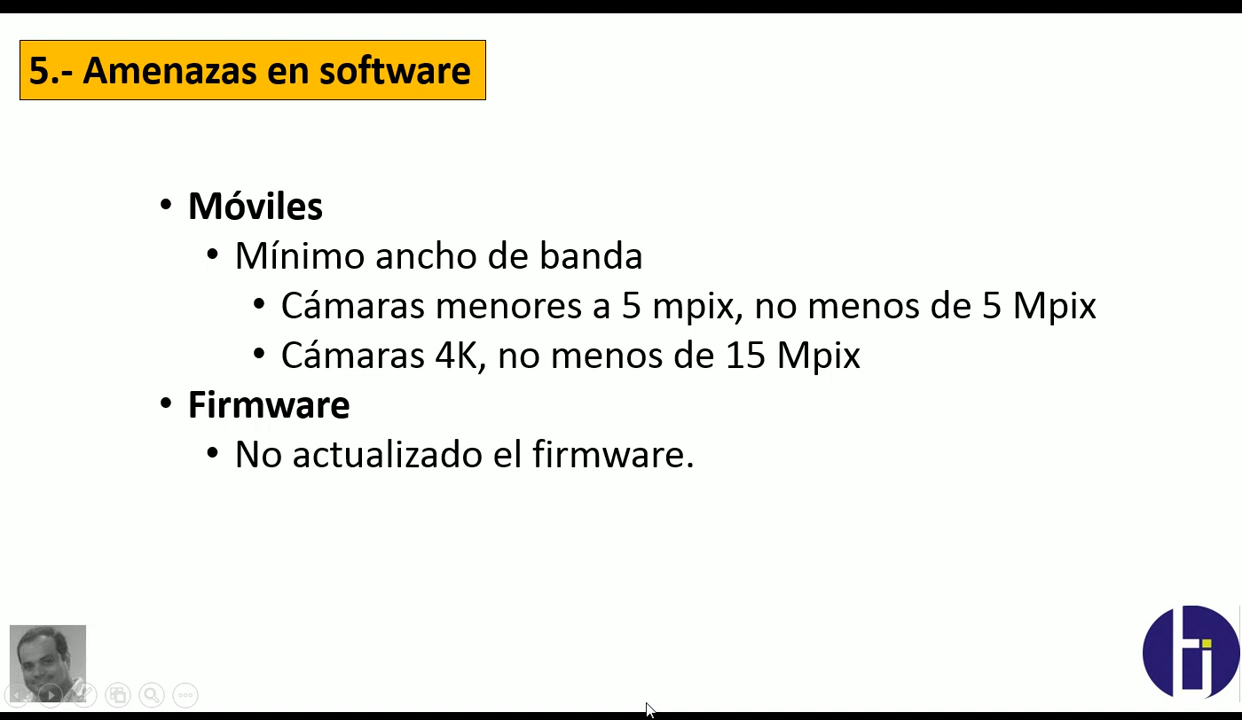 5.- Amenazas en software
• Móviles
• Mínimo ancho de banda
• Cámaras menores a 5 mpix, no menos de 5 Mpix
• Cámaras 4K, no menos de 15 Mpix
• Firmware
• No actualizado el firmware.